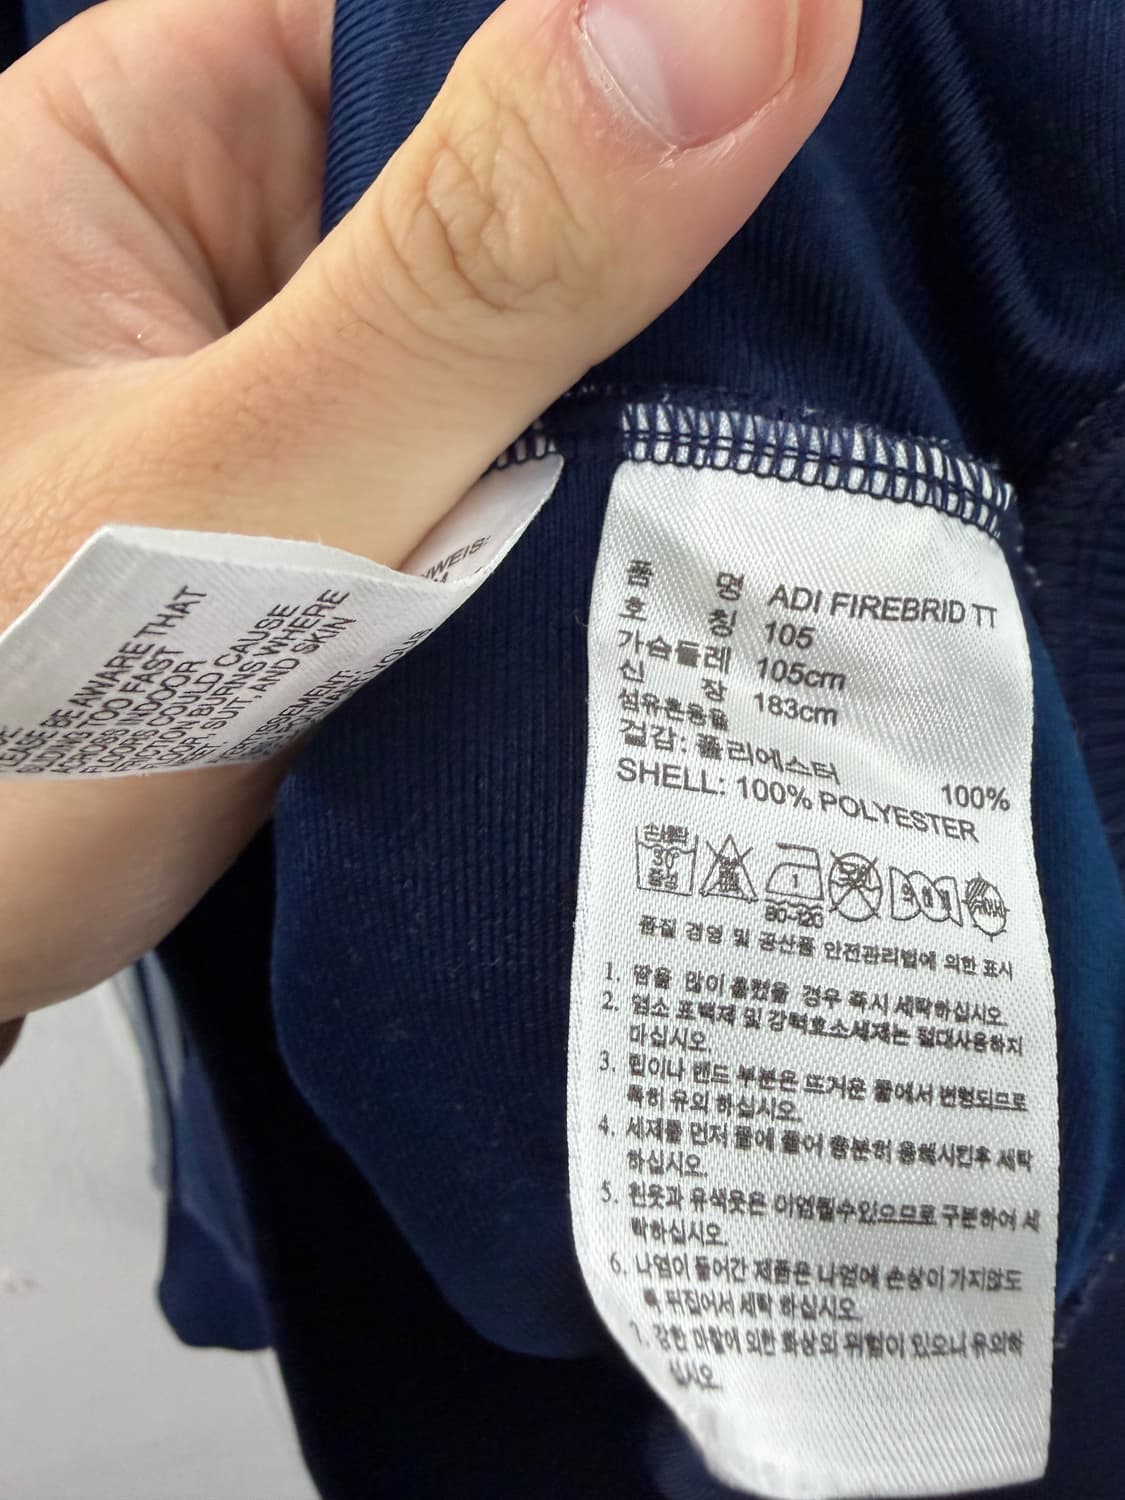 WEIS:
BE AWARE THAT
SLIDING TOO FAST
ACROSS INDOOR
FLOORS COULD CAUSE
FRICTION BURNS WHERE
SUIT, AND SKIN
품 명 ADI FIREBRID TT
호 칭 105
가슴둘레 105cm
신 장 183cm
섬유혼용율
겉감: 폴리에스터 100%
SHELL: 100% POLYESTER
30°
중성
80~120
품질 경영 및 공산품 안전관리법에 의한 표시
1. 땀을 많이 흘렸을 경우 즉시 세탁하십시오.
2. 염소 표백제 및 강력효소세제는 절대사용하지
마십시오.
3. 립이나 밴드 부분은 뜨거운 물에서 변형되므로
특히 유의 하십시오.
4. 세제를 먼저 물에 풀어 충분히 용해시킨후 세탁
하십시오.
5. 흰옷과 유색옷은 이염될수있으므로 구분하여 세
탁하십시오.
6. 나염이 들어간 제품은 나염에 손상이 가지않도
록 뒤집어서 세탁 하십시오.
7. 강한 마찰에 의한 화상의 위험이 있으니 유의하
십시오.